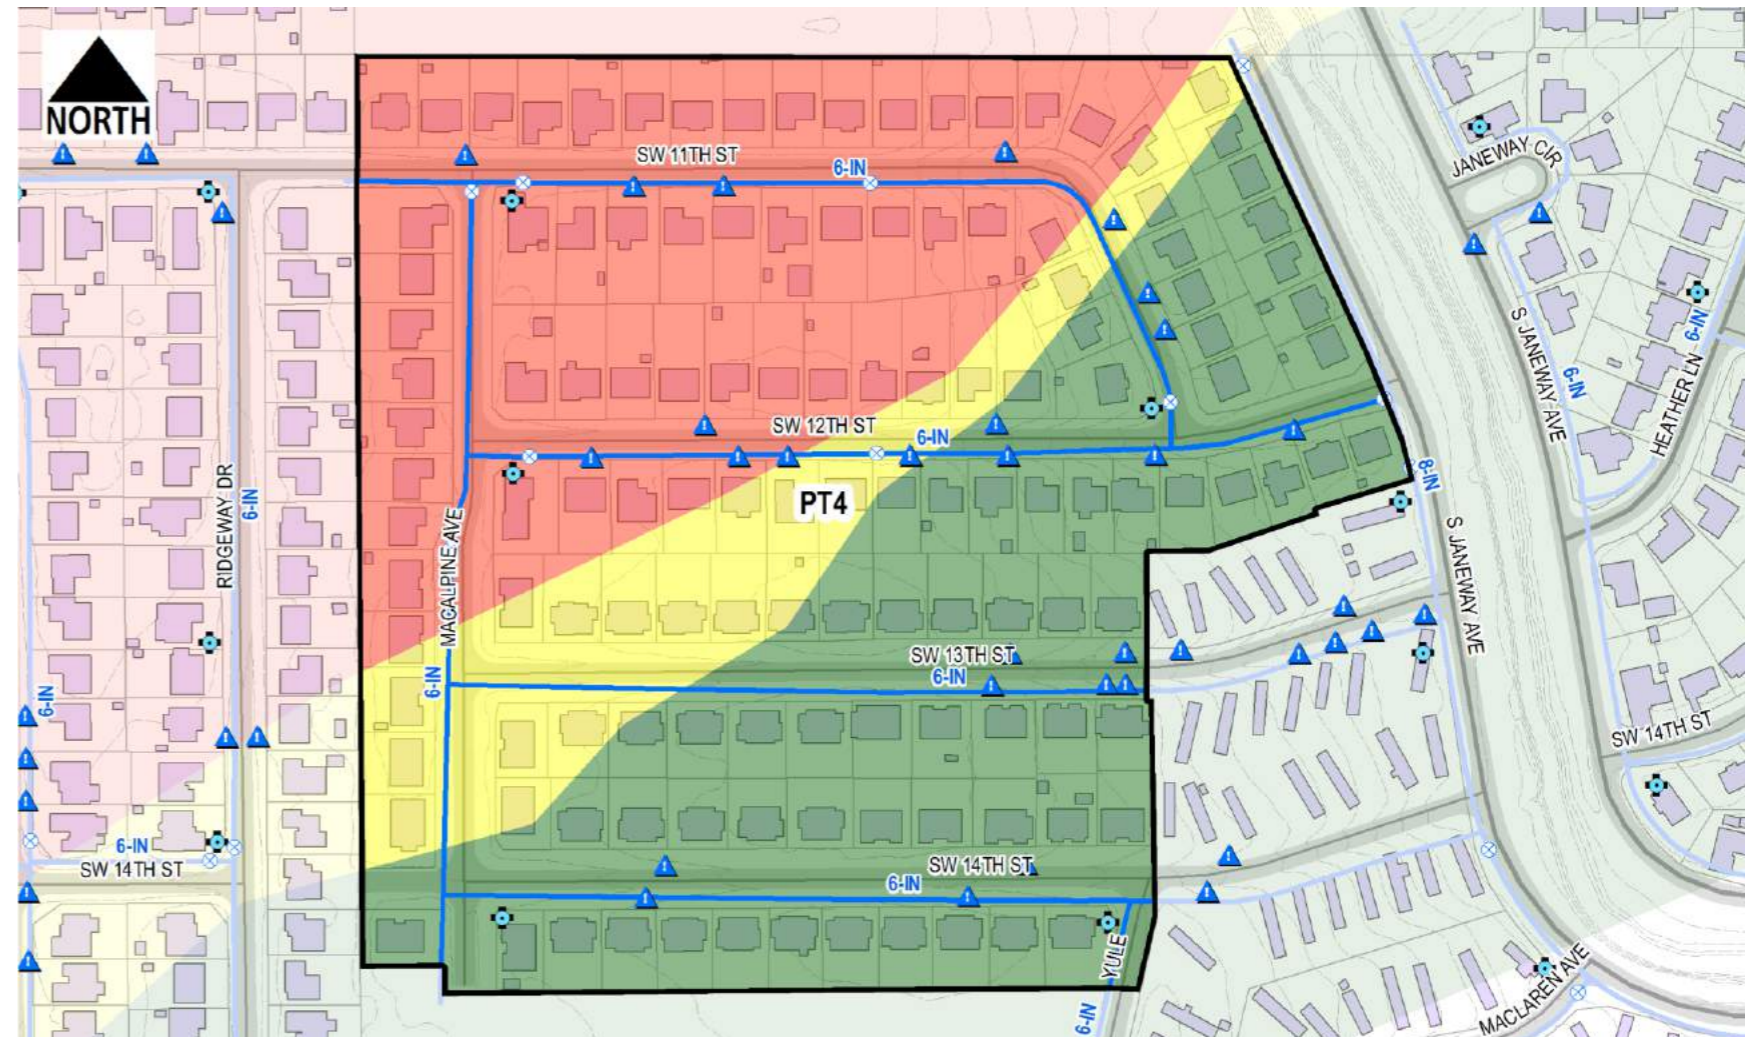 NORTH
SW 11TH ST
6-IN
JANEWAY CIR
S JANEWAY AVE
6-IN
HEATHER LN
6-IN
SW 12TH ST
6-IN
PT4
RIDGEWAY DR
6-IN
MACALPINE AVE
6-IN
8-IN
S JANEWAY AVE
SW 13TH ST
6-IN
6-IN
SW 14TH ST
6-IN
SW 14TH ST
SW 14TH ST
6-IN
YULE
6-IN
MACLAREN AVE